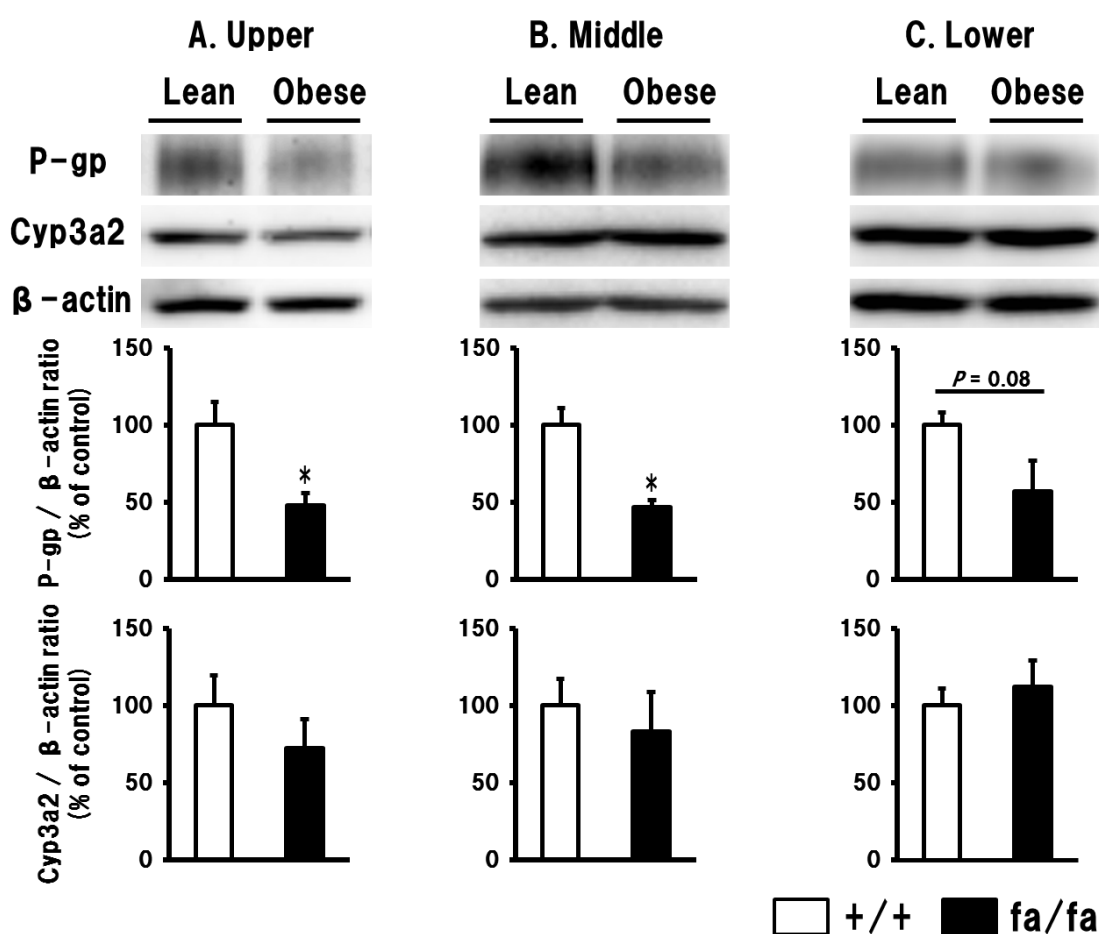 A. Upper
B. Middle
C. Lower
Lean Obese
Lean Obese
Lean Obese
P-gp
Cyp3a2
β-actin
P-gp / β-actin ratio
(% of control)
150
100
50
0
*
150
100
50
0
*
150
100
50
0
P = 0.08
Cyp3a2 / β-actin ratio
(% of control)
150
100
50
0
150
100
50
0
150
100
50
0
+/+ fa/fa